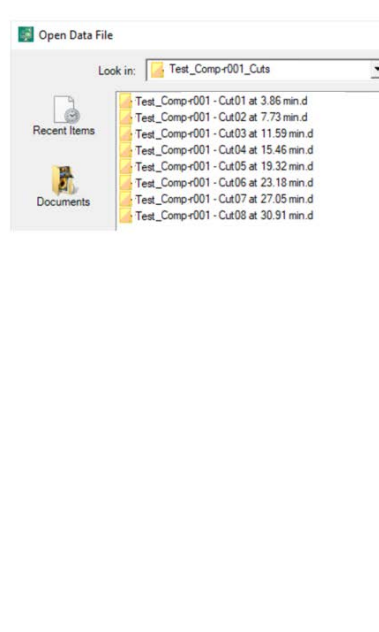 Open Data File
Look in: Test_Comp-r001_Cuts
Recent Items
Documents
Test_Comp-r001 - Cut01 at 3.86 min.d
Test_Comp-r001 - Cut02 at 7.73 min.d
Test_Comp-r001 - Cut03 at 11.59 min.d
Test_Comp-r001 - Cut04 at 15.46 min.d
Test_Comp-r001 - Cut05 at 19.32 min.d
Test_Comp-r001 - Cut06 at 23.18 min.d
Test_Comp-r001 - Cut07 at 27.05 min.d
Test_Comp-r001 - Cut08 at 30.91 min.d